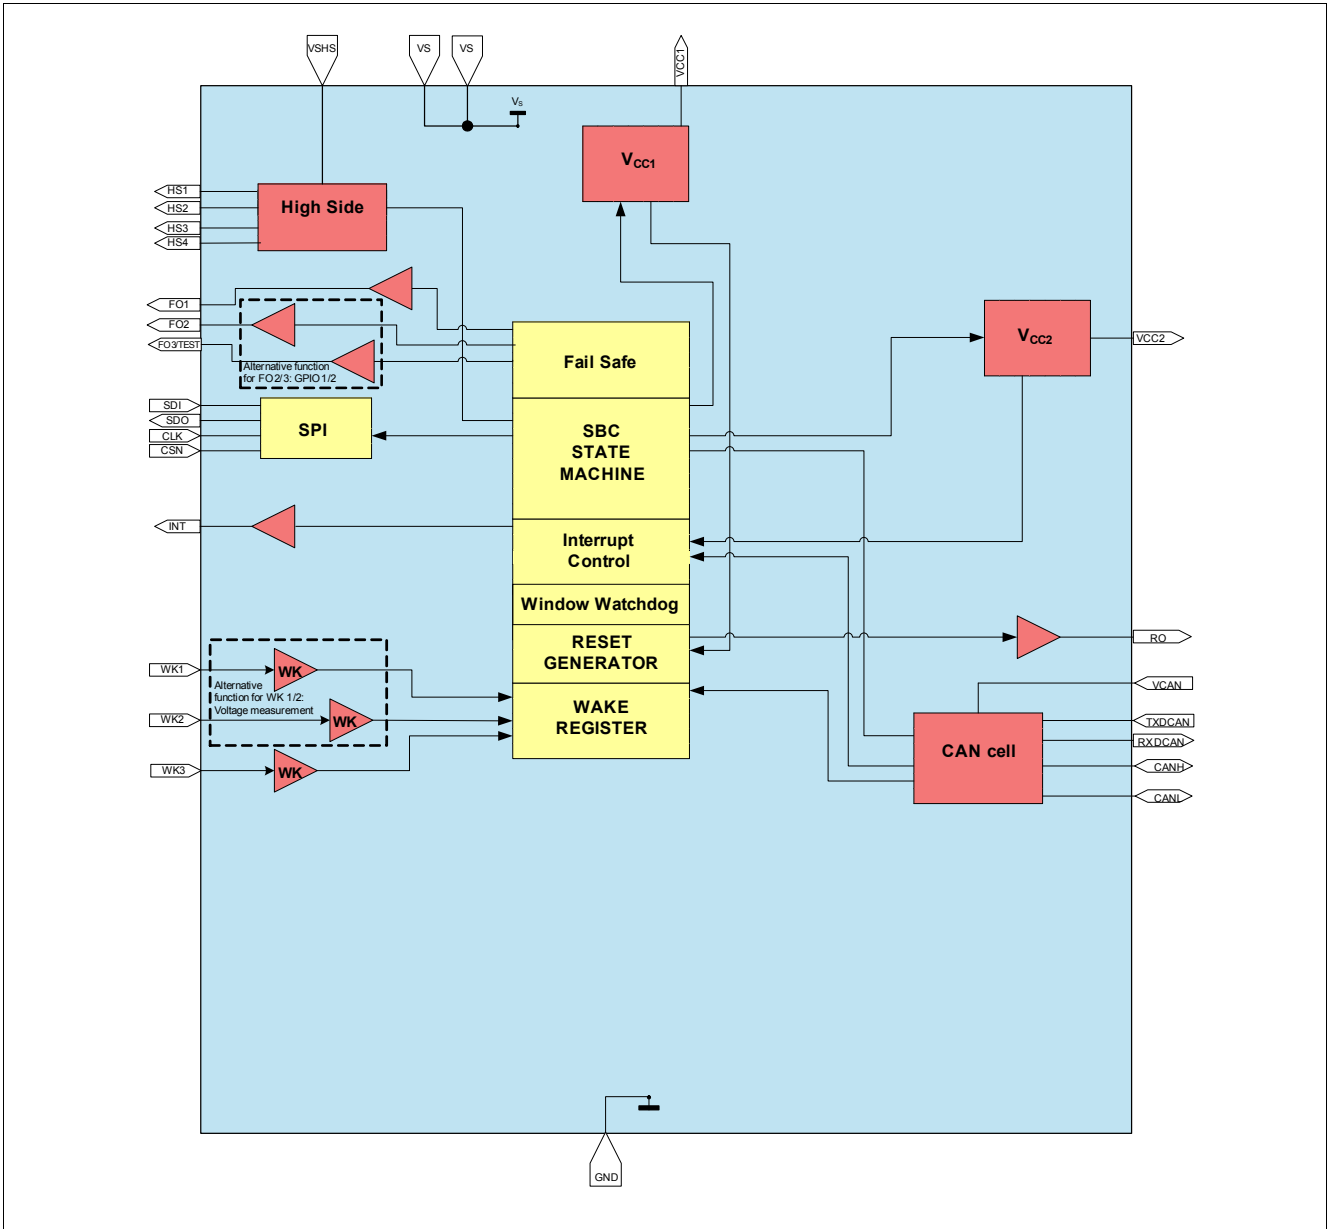 VSHS
VS
VS
VCC1
VS
VCC1
HS1
HS2
HS3
HS4
High Side
FO1
FO2
FO3/TEST
Alternative function
for FO2/3: GPIO1/2
Fail Safe
VCC2
VCC2
SDI
SDO
CLK
CSN
SPI
SBC
STATE
MACHINE
INT
Interrupt
Control
Window Watchdog
RESET
GENERATOR
RO
WK1
WK
Alternative
function for WK 1/2:
Voltage measurement
WK2
WK
WK3
WK
WAKE
REGISTER
VCAN
TXDCAN
RXDCAN
CANH
CANL
CAN cell
GND